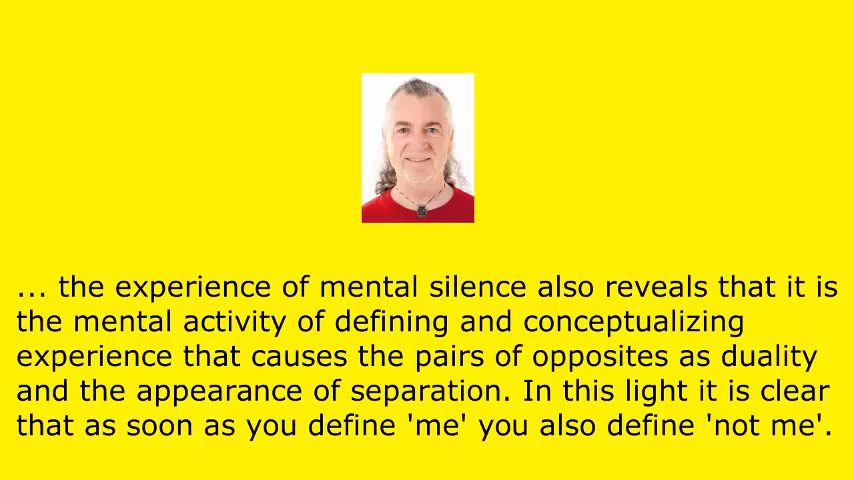 ... the experience of mental silence also reveals that it is
the mental activity of defining and conceptualizing
experience that causes the pairs of opposites as duality
and the appearance of separation. In this light it is clear
that as soon as you define 'me' you also define 'not me'.